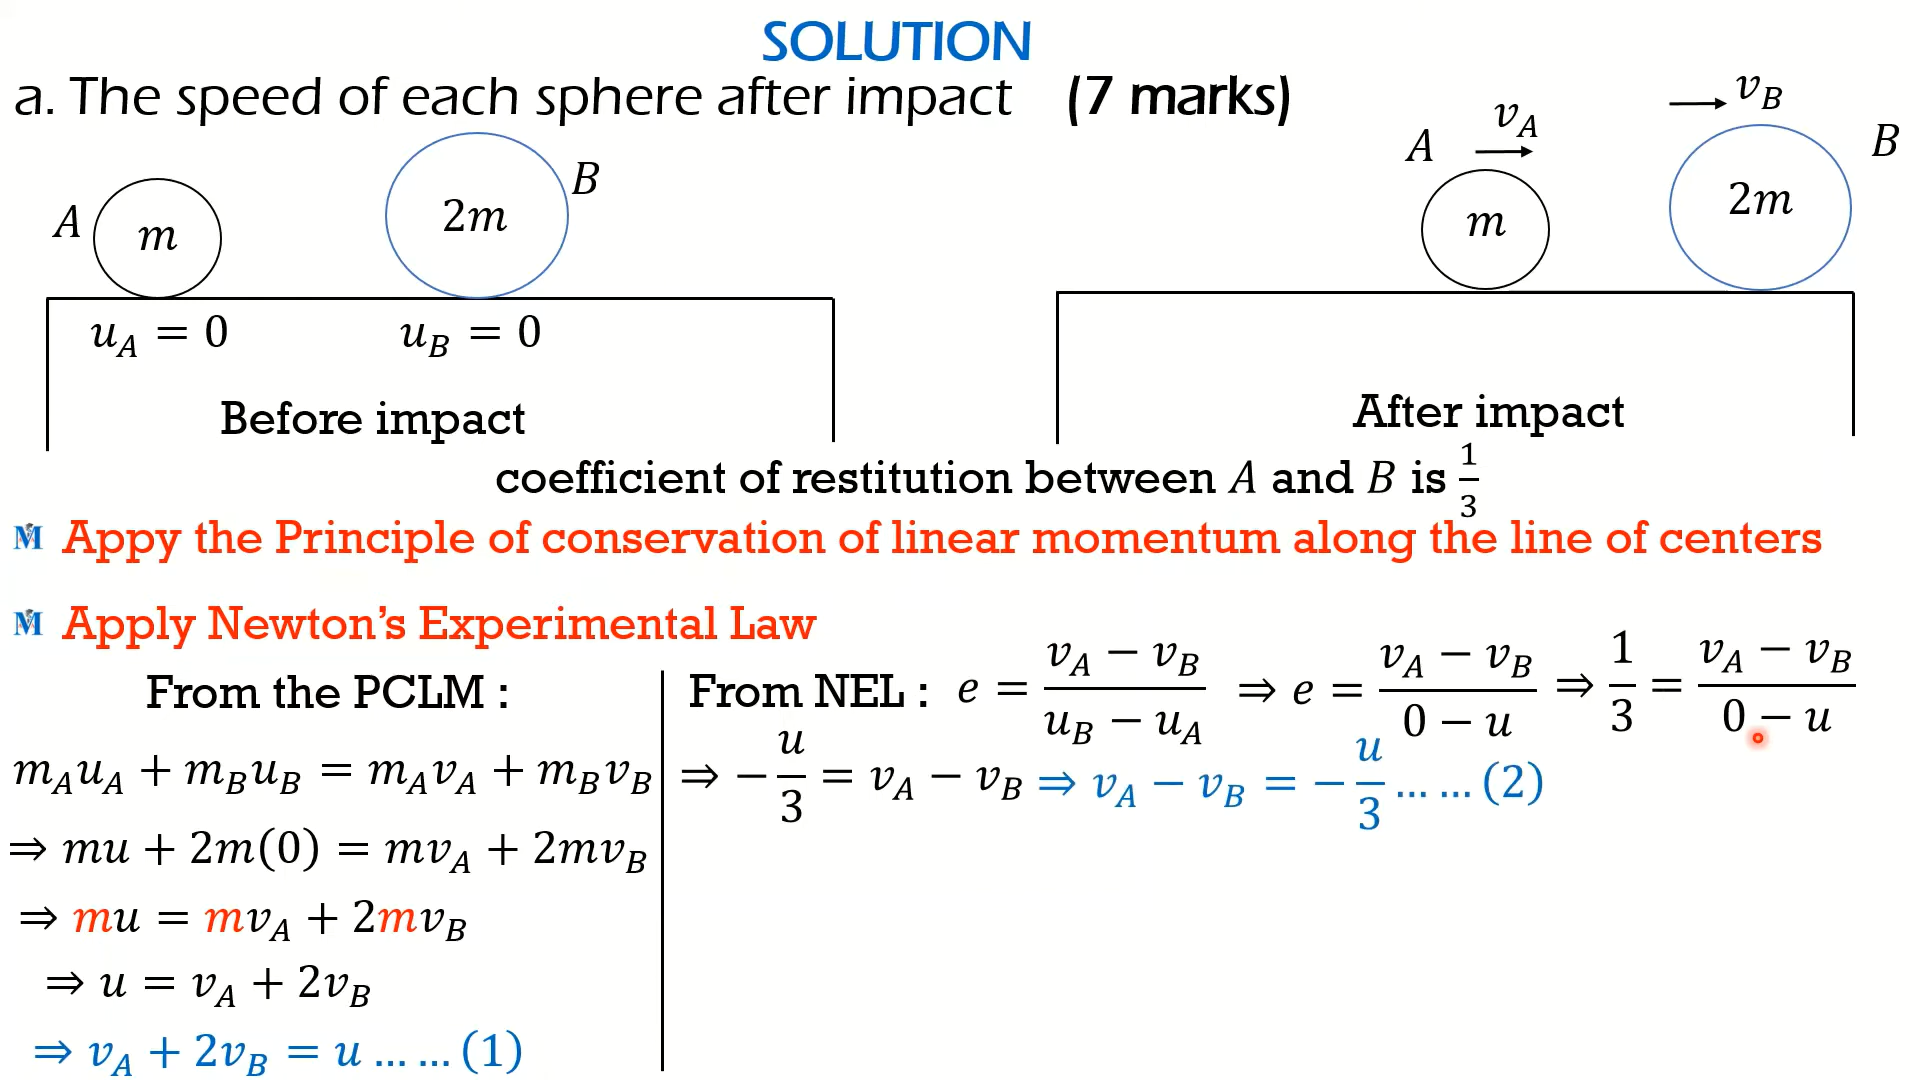 SOLUTION
a. The speed of each sphere after impact (7 marks)
A m 2m B
u_A = 0 u_B = 0
Before impact
A v_A m v_B 2m B
After impact
coefficient of restitution between A and B is 1/3
M Appy the Principle of conservation of linear momentum along the line of centers
M Apply Newton’s Experimental Law
From the PCLM :
m_A u_A + m_B u_B = m_A v_A + m_B v_B
⇒ mu + 2m(0) = mv_A + 2mv_B
⇒ mu = mv_A + 2mv_B
⇒ u = v_A + 2v_B
⇒ v_A + 2v_B = u … … (1)
From NEL : e = (v_A − v_B)/(u_B − u_A) ⇒ e = (v_A − v_B)/(0 − u) ⇒ 1/3 = (v_A − v_B)/(0 − u)
⇒ −u/3 = v_A − v_B ⇒ v_A − v_B = −u/3 … … (2)